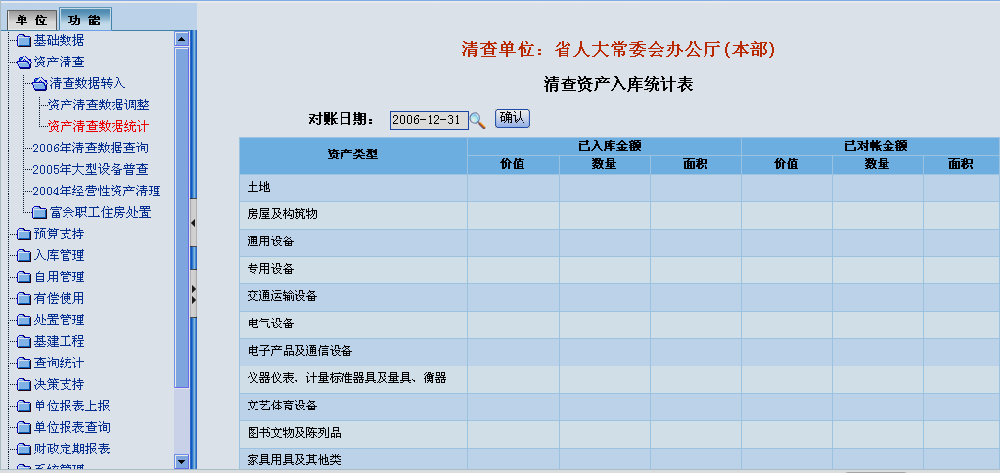 单 位
功 能
基础数据
资产清查
清查数据转入
资产清查数据调整
资产清查数据统计
2006年清查数据查询
2005年大型设备普查
2004年经营性资产清理
富余职工住房处置
预算支持
入库管理
自用管理
有偿使用
处置管理
基建工程
查询统计
决策支持
单位报表上报
单位报表查询
财政定期报表
系统管理
清查单位：省人大常委会办公厅(本部)
清查资产入库统计表
对账日期： 2006-12-31 确认
资产类型 已入库金额 已对帐金额
价值 数量 面积 价值 数量 面积
土地
房屋及构筑物
通用设备
专用设备
交通运输设备
电气设备
电子产品及通信设备
仪器仪表、计量标准器具及量具、衡器
文艺体育设备
图书文物及陈列品
家具用具及其他类